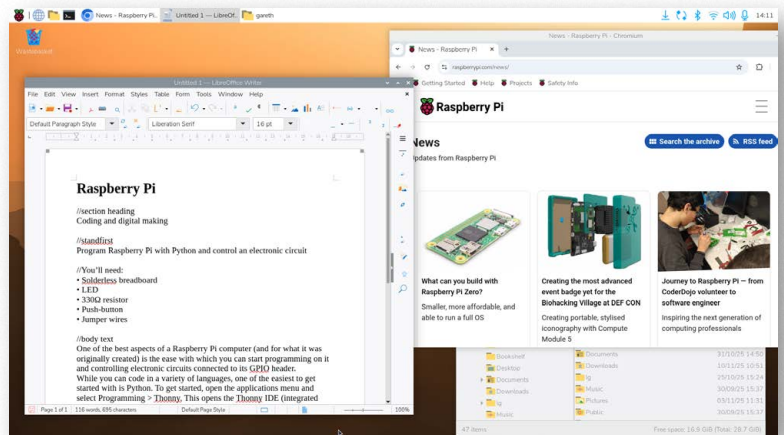 News - Raspberry Pi...
Untitled 1 — LibreOf...
gareth
14:11
Wastebasket
Untitled 1 — LibreOffice Writer
File Edit View Insert Format Styles Table Form Tools Window Help
Default Paragraph Style
Liberation Serif
16 pt
Raspberry Pi
//section heading
Coding and digital making
//standfirst
Program Raspberry Pi with Python and control an electronic circuit
//You'll need:
• Solderless breadboard
• LED
• 330Ω resistor
• Push-button
• Jumper wires
//body text
One of the best aspects of a Raspberry Pi computer (and for what it was
originally created) is the ease with which you can start programming on it
and controlling electronic circuits connected to its GPIO header.
While you can code in a variety of languages, one of the easiest to get
started with is Python. To get started, open the applications menu and
select Programming > Thonny. This opens the Thonny IDE (integrated
Page 1 of 1 116 words, 695 characters Default Page Style 100%
News - Raspberry Pi - Chromium
News - Raspberry Pi
raspberrypi.com/news/
Getting Started Help Projects Safety Info
Raspberry Pi
News
Updates from Raspberry Pi
Search the archive
RSS feed
What can you build with
Raspberry Pi Zero?
Smaller, more affordable, and
able to run a full OS
Creating the most advanced
event badge yet for the
Biohacking Village at DEF CON
Creating portable, stylised
iconography with Compute
Module 5
Journey to Raspberry Pi — from
CoderDojo volunteer to
software engineer
Inspiring the next generation of
computing professionals
Bookshelf
Desktop
Documents
Downloads
lg
Music
Documents 31/10/25 14:50
Downloads 10/11/25 10:51
lg 29/10/25 15:24
Music 30/09/25 15:37
Pictures 03/11/25 11:31
Public 30/09/25 15:37
47 items
Free space: 16.9 GiB (Total: 28.7 GiB)